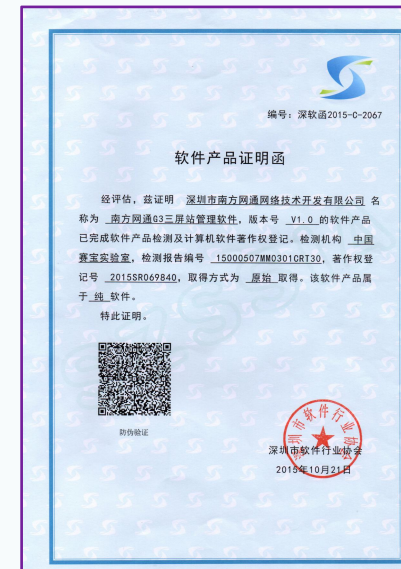 编号：深软函2015-C-2067
软件产品证明函
经评估，兹证明 深圳市南方网通网络技术开发有限公司 名
称为 南方网通G3三屏站管理软件，版本号 V1.0 的软件产品
已完成软件产品检测及计算机软件著作权登记。检测机构 中国
赛宝实验室，检测报告编号 15000507MM0301CRT30，著作权登
记号 2015SR069840，取得方式为 原始 取得。该软件产品属
于 纯 软件。
特此证明。
防伪验证
深圳市软件行业协会
深圳市软件行业协会
2015年10月21日